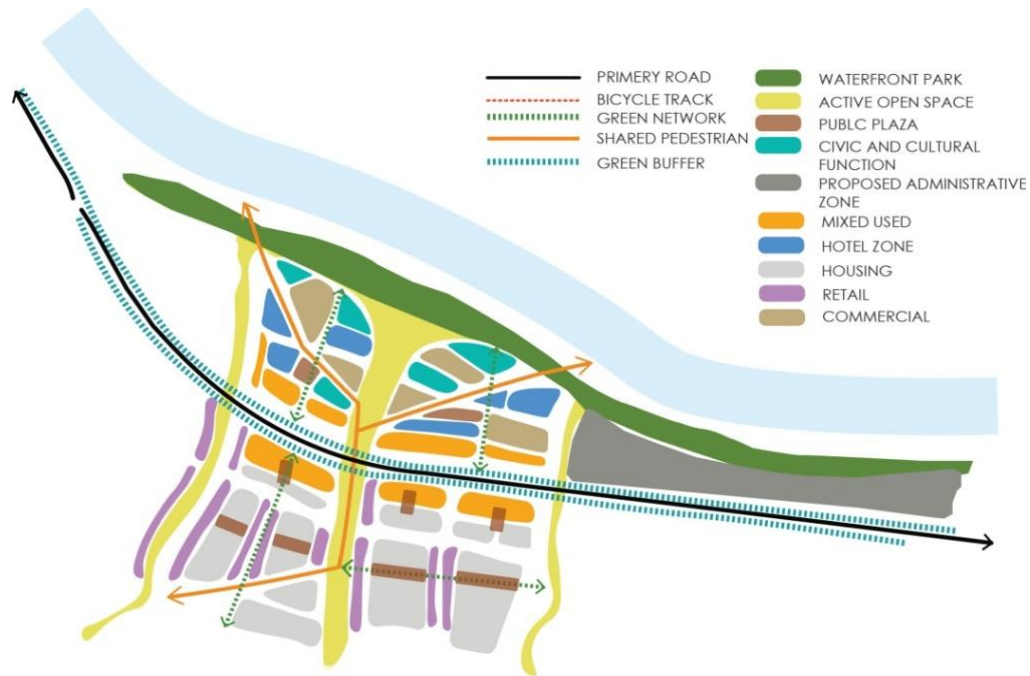 PRIMERY ROAD
BICYCLE TRACK
GREEN NETWORK
SHARED PEDESTRIAN
GREEN BUFFER
WATERFRONT PARK
ACTIVE OPEN SPACE
PUBLC PLAZA
CIVIC AND CULTURAL
FUNCTION
PROPOSED ADMINISTRATIVE
ZONE
MIXED USED
HOTEL ZONE
HOUSING
RETAIL
COMMERCIAL